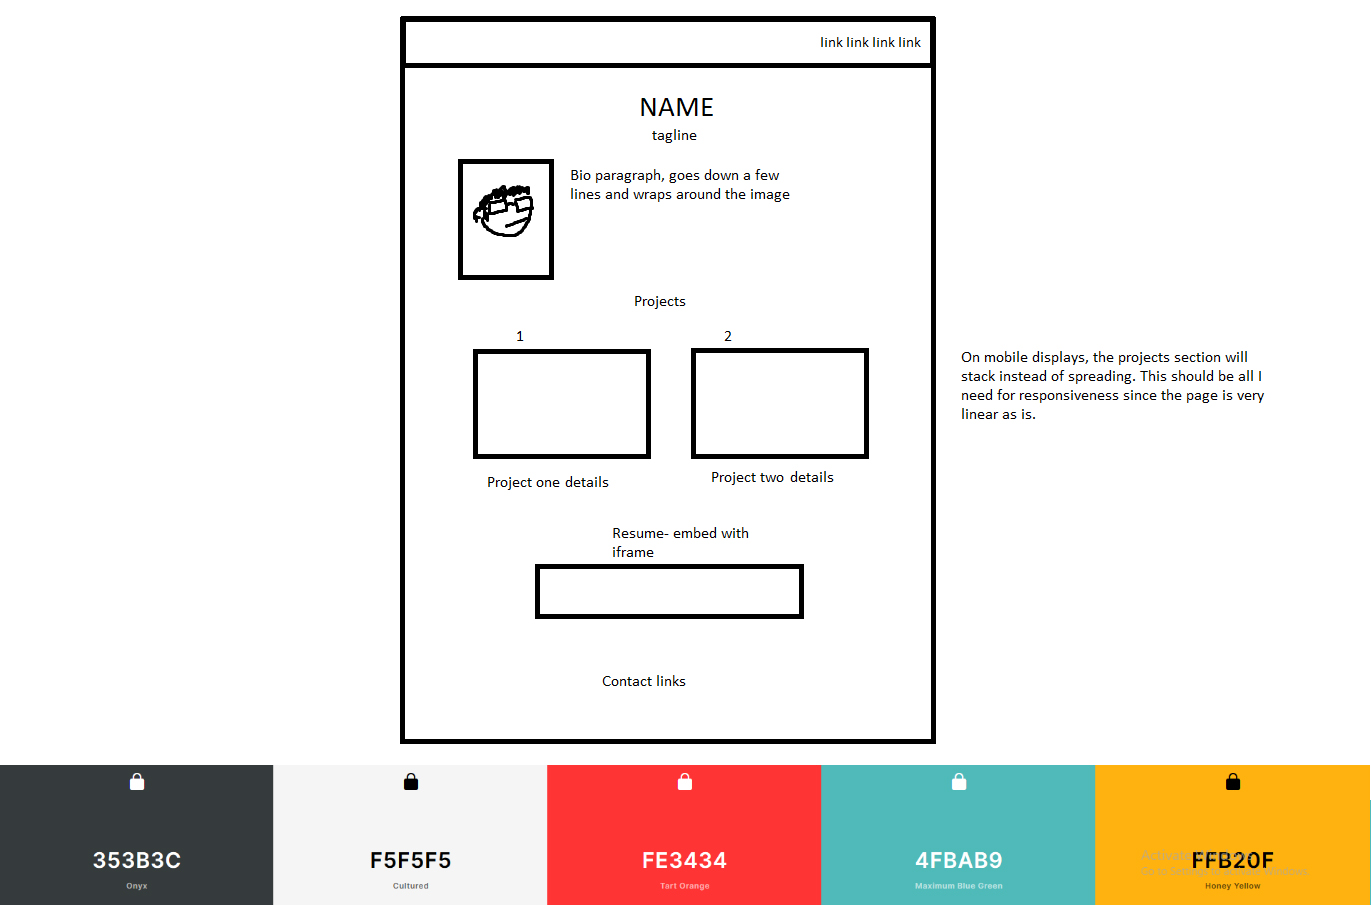 link link link link
NAME
tagline
Bio paragraph, goes down a few
lines and wraps around the image
Projects
1
2
Project one details
Project two details
On mobile displays, the projects section will
stack instead of spreading. This should be all I
need for responsiveness since the page is very
linear as is.
Resume- embed with
iframe
Contact links
353B3C
Onyx
F5F5F5
Cultured
FE3434
Tart Orange
4FBAB9
Maximum Blue Green
FFB20F
Honey Yellow
Activate Windows
Go to Settings to activate Windows.